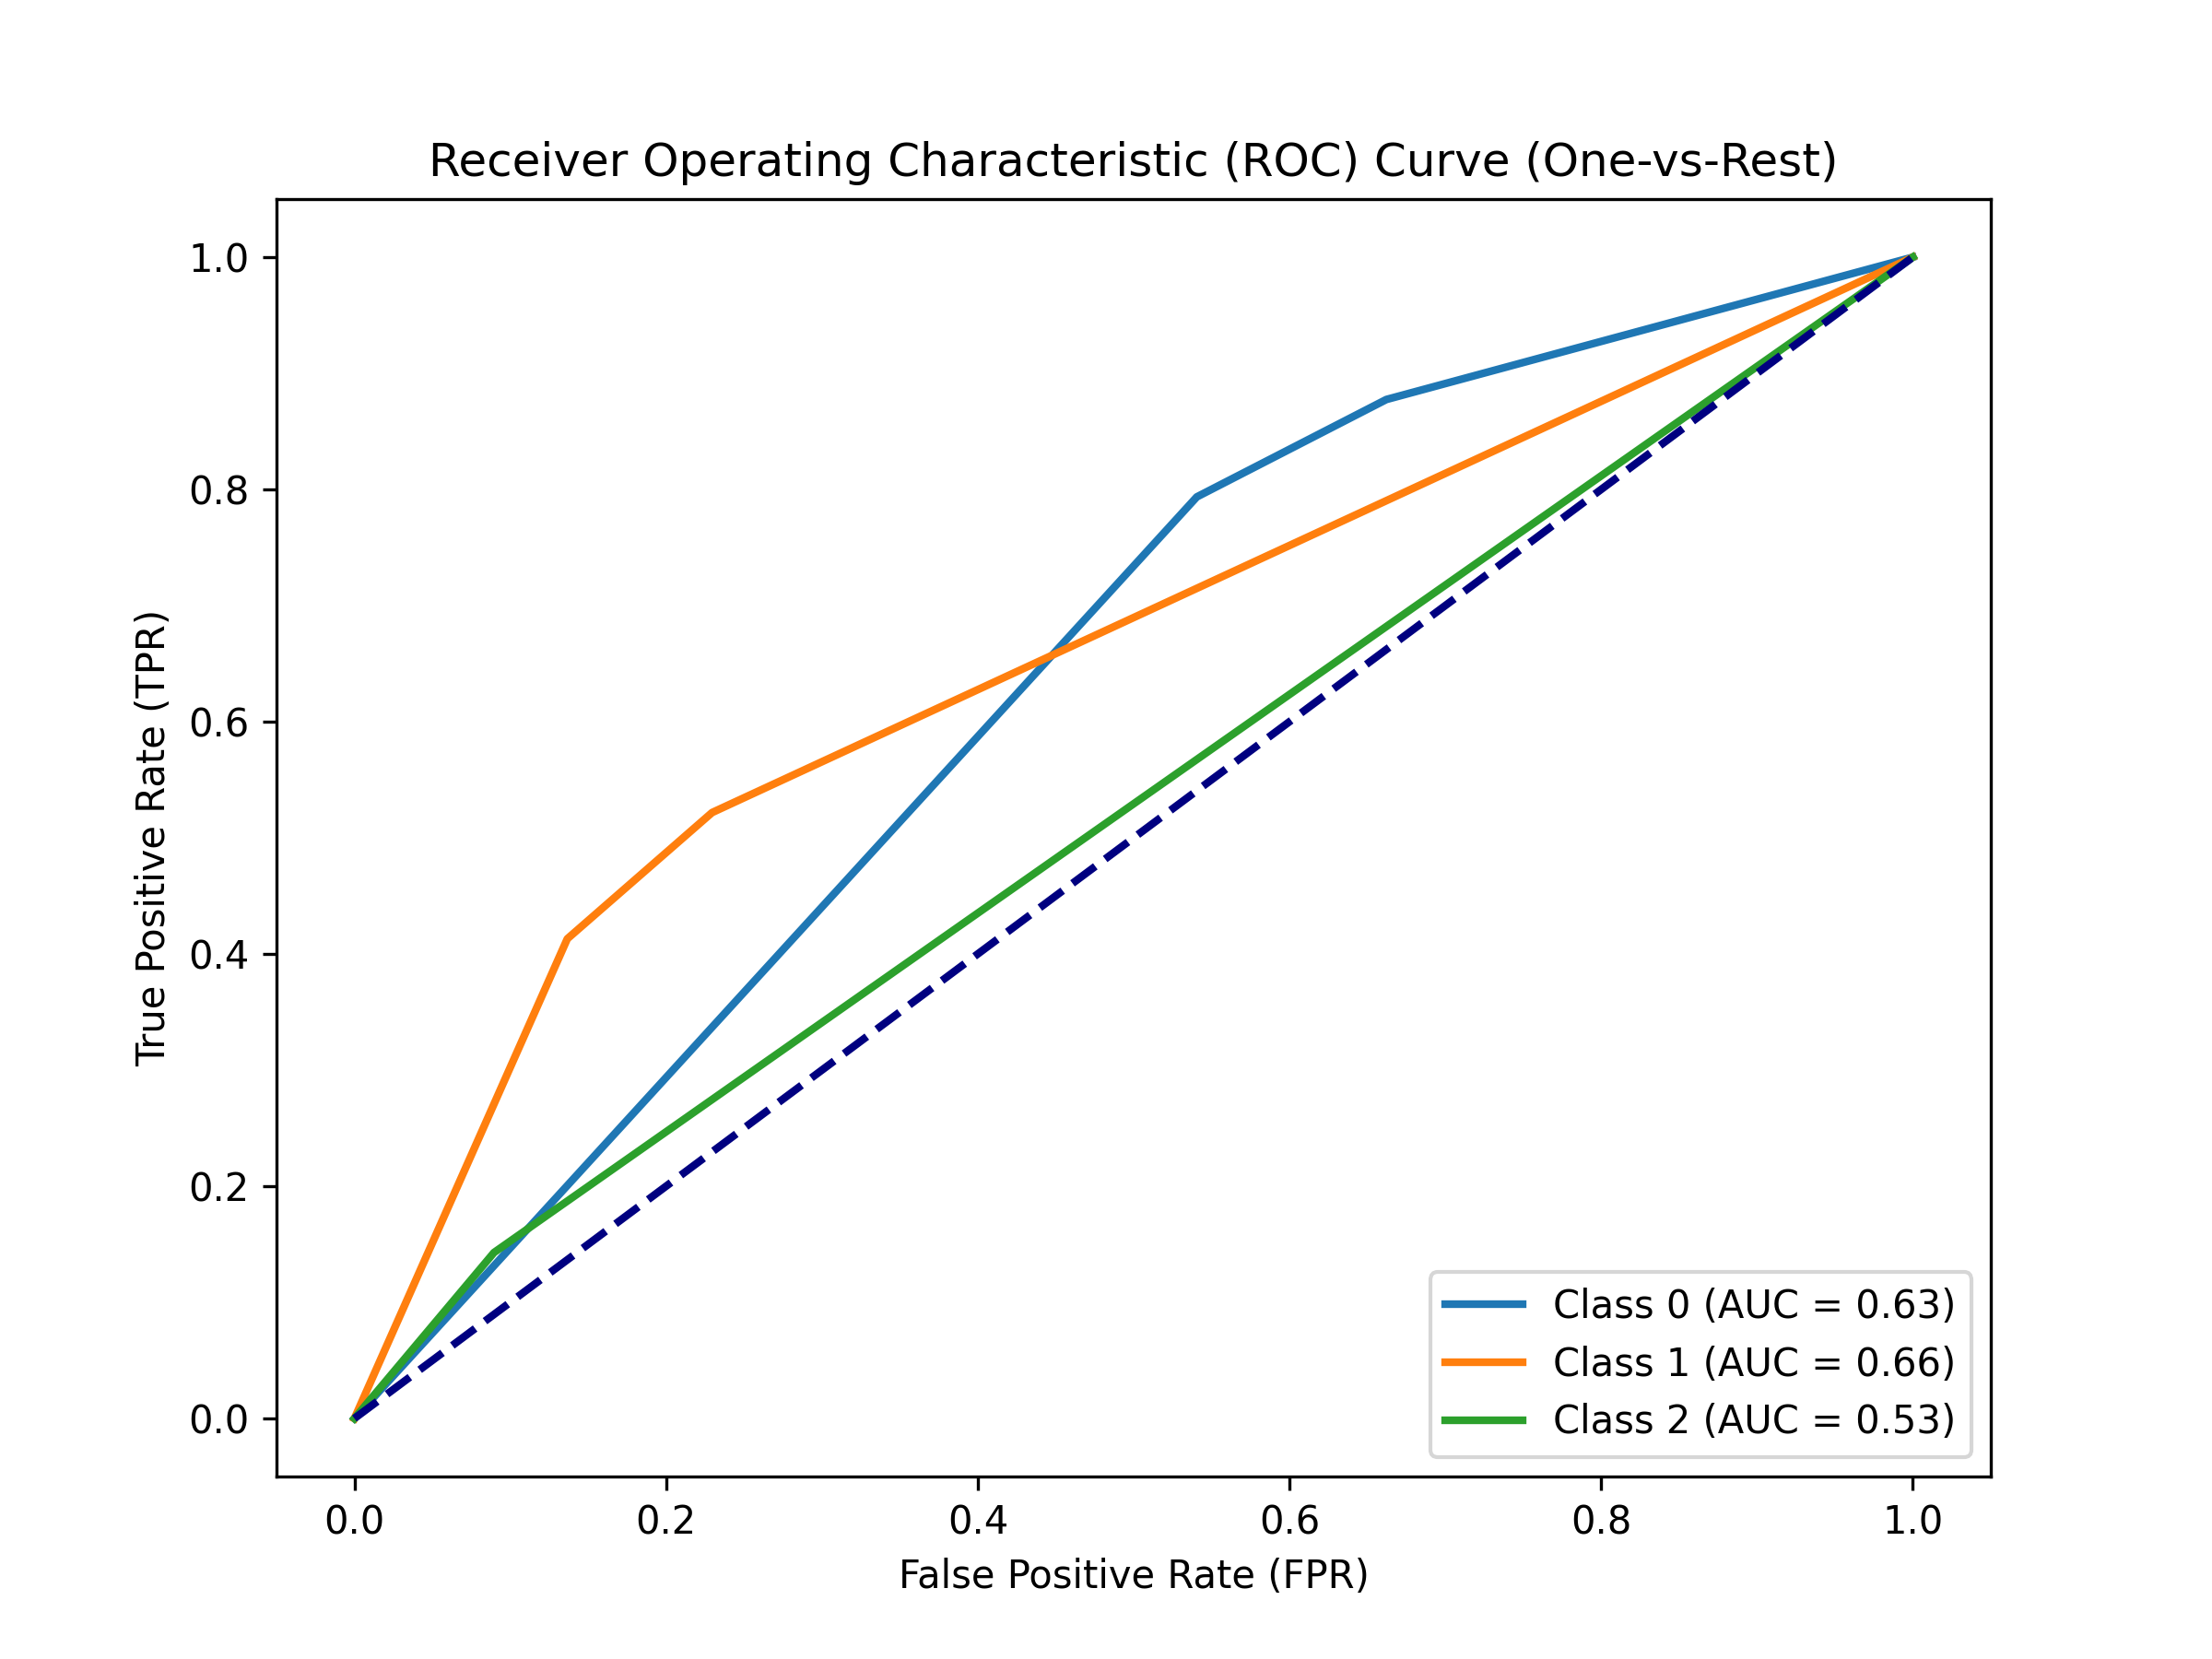 Receiver Operating Characteristic (ROC) Curve (One-vs-Rest)
1.0
0.8
0.6
0.4
0.2
0.0
True Positive Rate (TPR)
Class 0 (AUC = 0.63)
Class 1 (AUC = 0.66)
Class 2 (AUC = 0.53)
0.0 0.2 0.4 0.6 0.8 1.0
False Positive Rate (FPR)